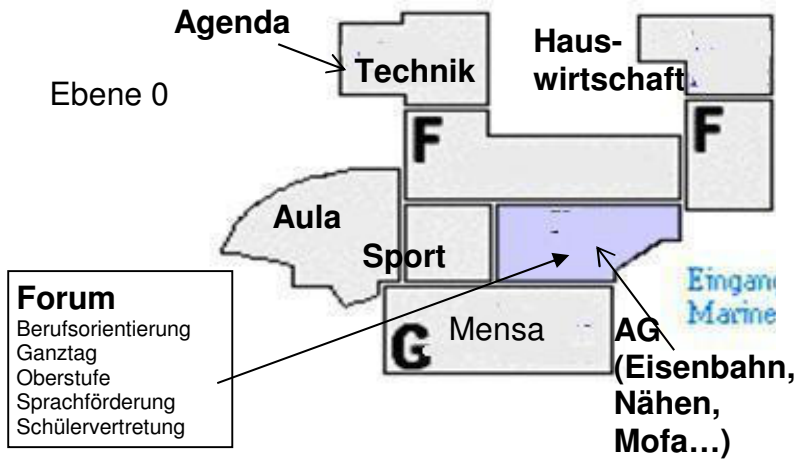 Agenda
Haus-
wirtschaft
Technik
Ebene 0
F
F
Aula
Sport
Forum
Berufsorientierung
Ganztag
Oberstufe
Sprachförderung
Schülervertretung
G
Mensa
AG
(Eisenbahn,
Nähen,
Mofa...)